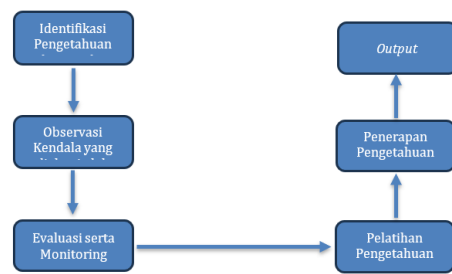 Identifikasi
Pengetahuan
Observasi
Kendala yang
Evaluasi serta
Monitoring
Pelatihan
Pengetahuan
Penerapan
Pengetahuan
Output